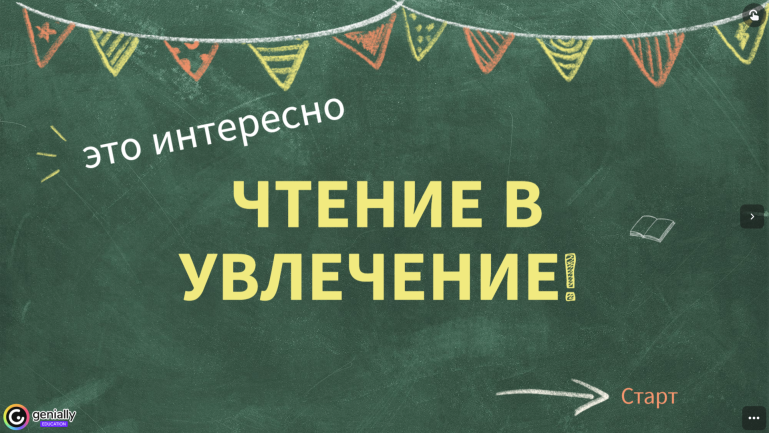 это интересно
ЧТЕНИЕ В
УВЛЕЧЕНИЕ!
Старт
genially
EDUCATION